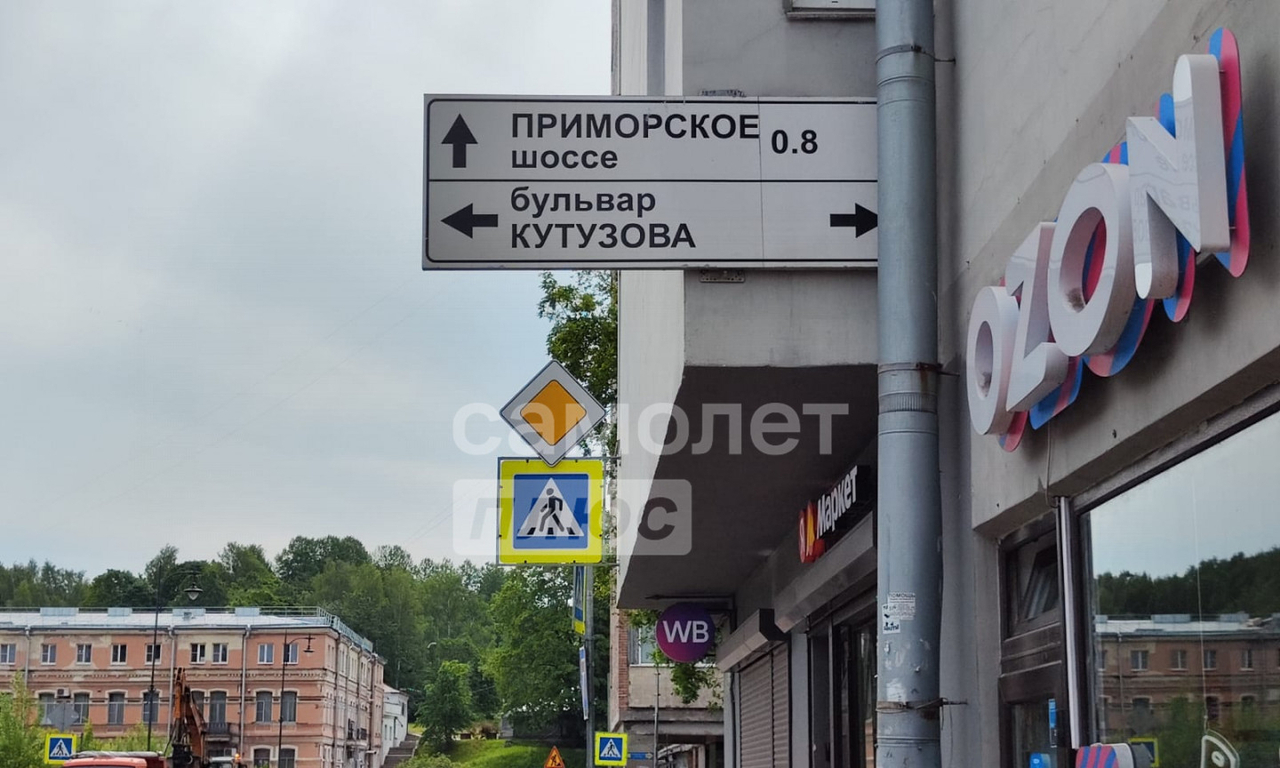 ПРИМОРСКОЕ
шоссе
0.8
бульвар
КУТУЗОВА
OZON
самолет
плюс
Маркет
WB